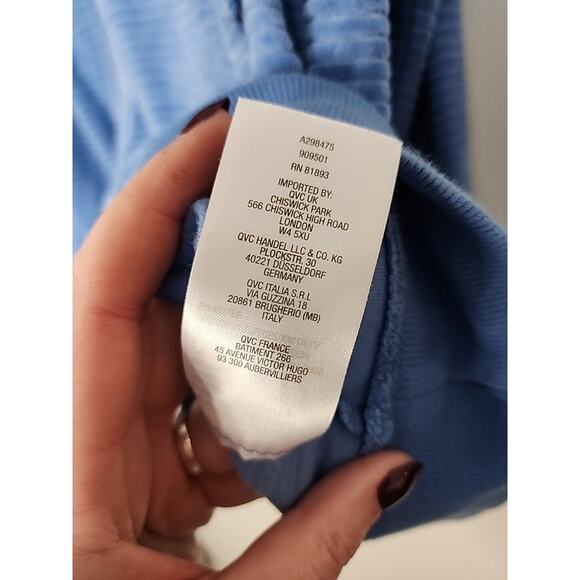 A298475
909501
RN 81893
IMPORTED BY:
QVC UK
CHISWICK PARK
566 CHISWICK HIGH ROAD
LONDON
W4 5XU
QVC HANDEL LLC & CO. KG
PLOCKSTR. 30
40221 DÜSSELDORF
GERMANY
QVC ITALIA S.R.L
VIA GUZZINA 18
20861 BRUGHERIO (MB)
ITALY
QVC FRANCE
BATIMENT 266
45 AVENUE VICTOR HUGO
93 300 AUBERVILLIERS